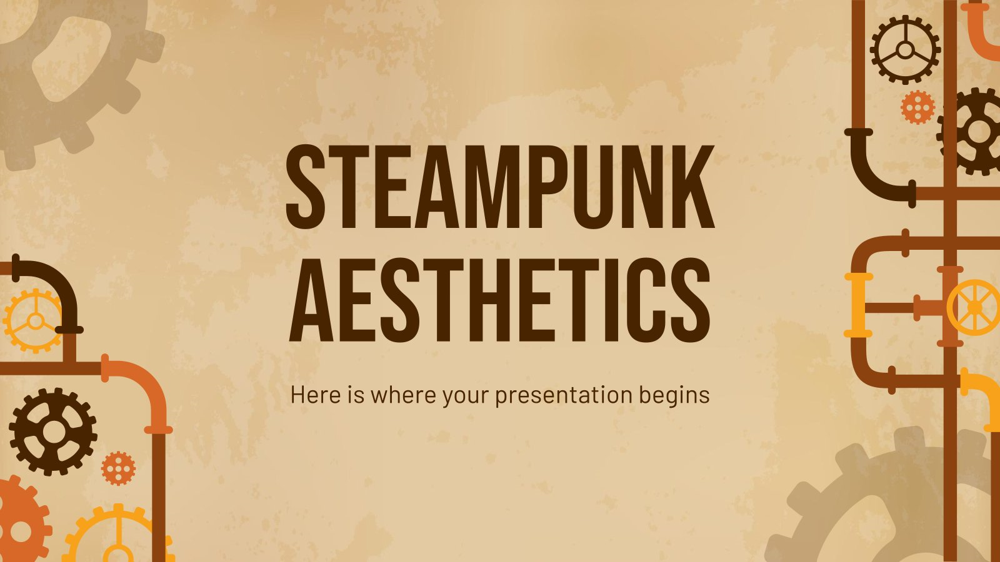 STEAMPUNK
AESTHETICS
Here is where your presentation begins